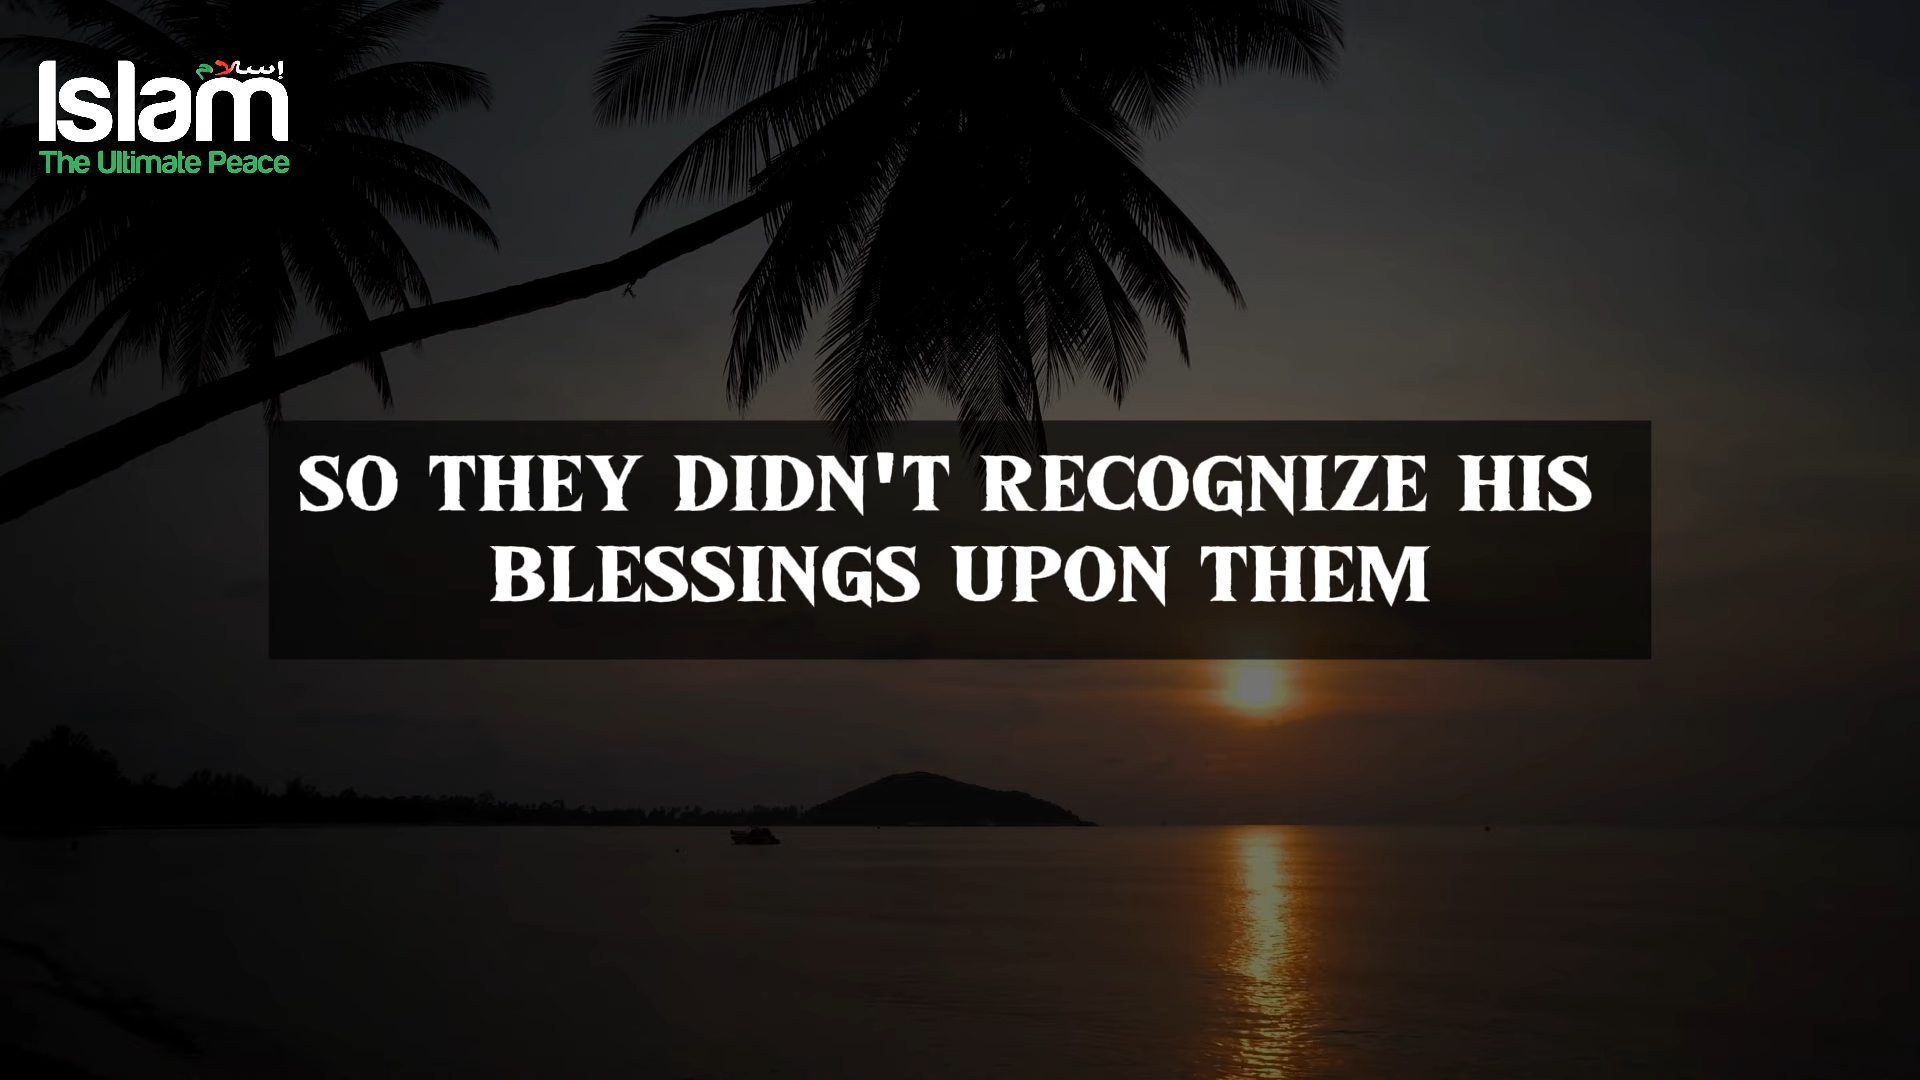 إسلام
Islam
The Ultimate Peace
SO THEY DIDN'T RECOGNIZE HIS
BLESSINGS UPON THEM